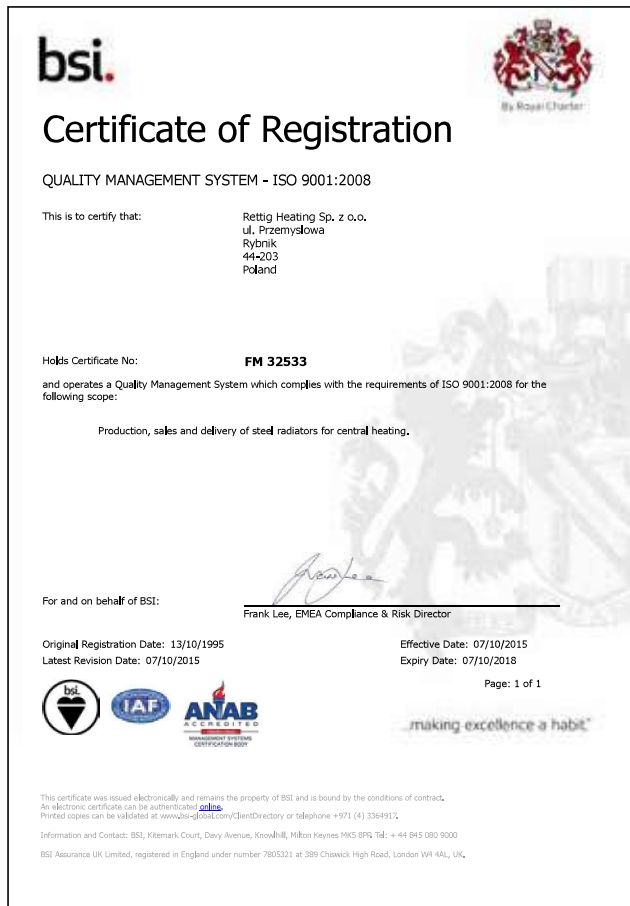 bsi.
By Royal Charter
Certificate of Registration
QUALITY MANAGEMENT SYSTEM - ISO 9001:2008
This is to certify that:
Rettig Heating Sp. z o.o.
ul. Przemyslowa
Rybnik
44-203
Poland
Holds Certificate No:
FM 32533
and operates a Quality Management System which complies with the requirements of ISO 9001:2008 for the
following scope:
Production, sales and delivery of steel radiators for central heating.
For and on behalf of BSI:
Frank Lee, EMEA Compliance & Risk Director
Original Registration Date: 13/10/1995
Effective Date: 07/10/2015
Latest Revision Date: 07/10/2015
Expiry Date: 07/10/2018
Page: 1 of 1
bsi.
IAF
ANAB
ACCREDITED
MANAGEMENT SYSTEMS
CERTIFICATION BODY
...making excellence a habit.™
This certificate was issued electronically and remains the property of BSI and is bound by the conditions of contract.
An electronic certificate can be authenticated online.
Printed copies can be validated at www.bsi-global.com/ClientDirectory or telephone +971 (4) 3364917.
Information and Contact: BSI, Kitemark Court, Davy Avenue, Knowlhill, Milton Keynes MK5 8PP. Tel: + 44 845 080 9000
BSI Assurance UK Limited, registered in England under number 7805321 at 389 Chiswick High Road, London W4 4AL, UK.